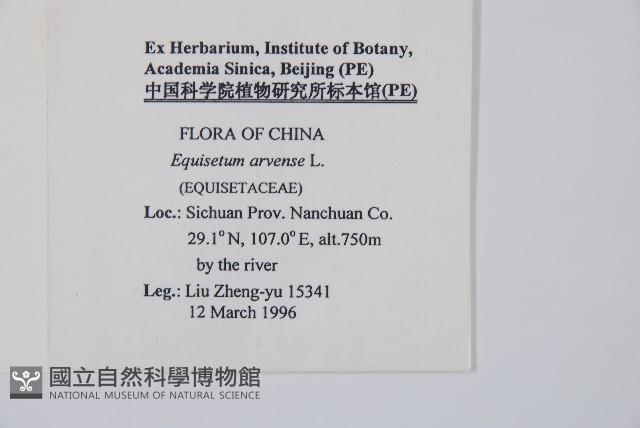 Ex Herbarium, Institute of Botany,
Academia Sinica, Beijing (PE)
中国科学院植物研究所标本馆(PE)
FLORA OF CHINA
Equisetum arvense L.
(EQUISETACEAE)
Loc.: Sichuan Prov. Nanchuan Co.
29.1°N, 107.0°E, alt.750m
by the river
Leg.: Liu Zheng-yu 15341
12 March 1996
國立自然科學博物館
NATIONAL MUSEUM OF NATURAL SCIENCE